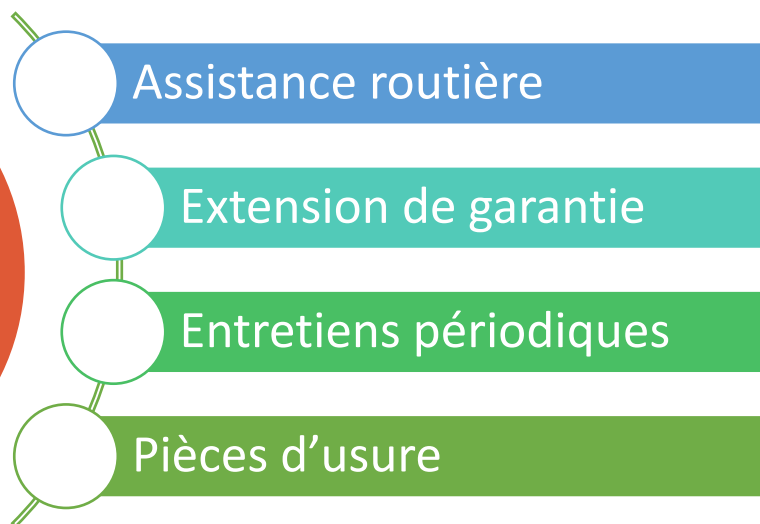 Assistance routière
Extension de garantie
Entretiens périodiques
Pièces d’usure